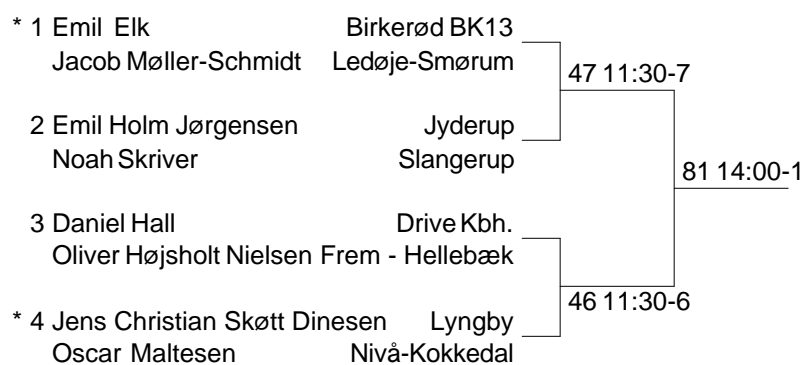 * 1 Emil Elk Birkerød BK13
Jacob Møller-Schmidt Ledøje-Smørum
47 11:30-7
2 Emil Holm Jørgensen Jyderup
Noah Skriver Slangerup
81 14:00-1
3 Daniel Hall Drive Kbh.
Oliver Højsholt Nielsen Frem - Hellebæk
46 11:30-6
* 4 Jens Christian Skøtt Dinesen Lyngby
Oscar Maltesen Nivå-Kokkedal